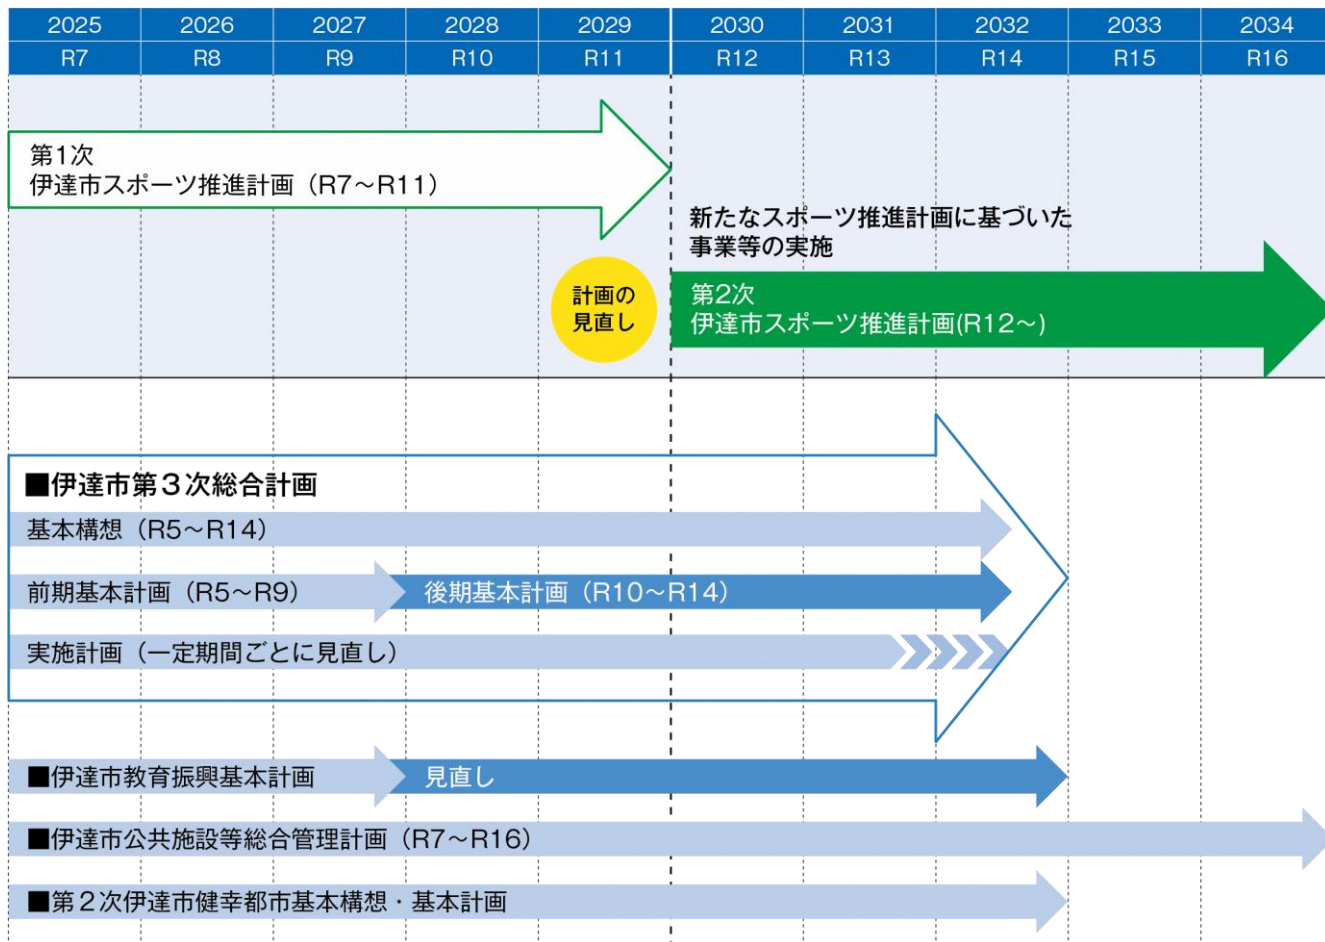 2025 2026 2027 2028 2029 2030 2031 2032 2033 2034
R7 R8 R9 R10 R11 R12 R13 R14 R15 R16
第1次
伊達市スポーツ推進計画（R7～R11）
新たなスポーツ推進計画に基づいた
事業等の実施
計画の
見直し
第2次
伊達市スポーツ推進計画(R12～)
■伊達市第３次総合計画
基本構想（R5～R14）
前期基本計画（R5～R9） 後期基本計画（R10～R14）
実施計画（一定期間ごとに見直し）
■伊達市教育振興基本計画 見直し
■伊達市公共施設等総合管理計画（R7～R16）
■第２次伊達市健幸都市基本構想・基本計画